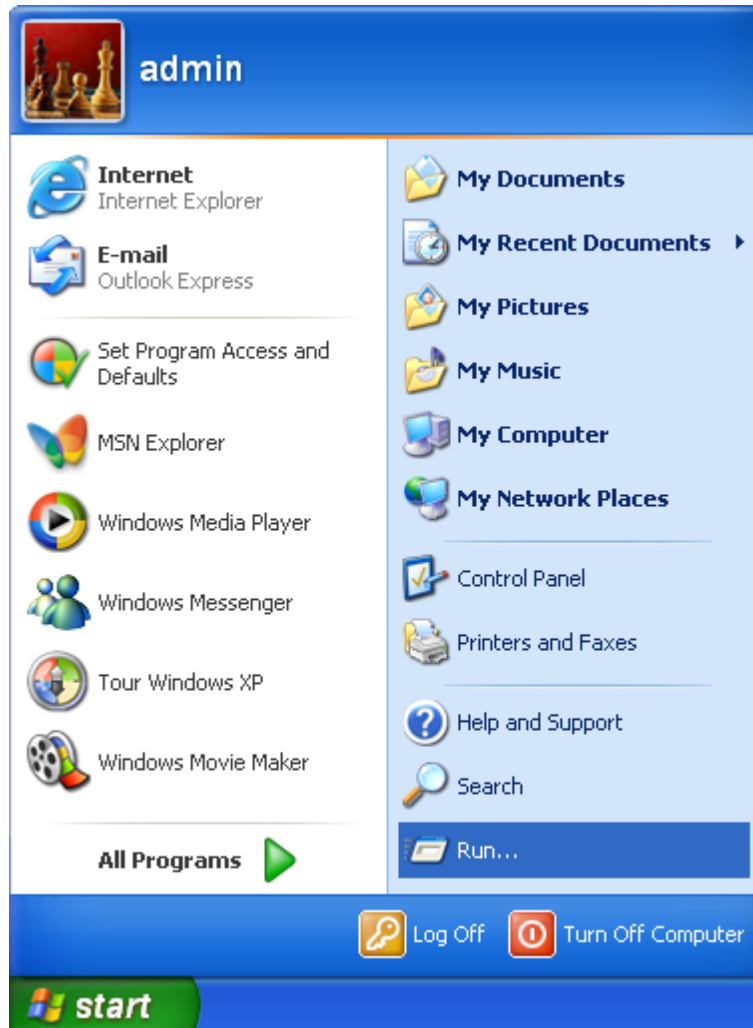 admin
Internet
Internet Explorer
E-mail
Outlook Express
Set Program Access and
Defaults
MSN Explorer
Windows Media Player
Windows Messenger
Tour Windows XP
Windows Movie Maker
All Programs
My Documents
My Recent Documents
My Pictures
My Music
My Computer
My Network Places
Control Panel
Printers and Faxes
Help and Support
Search
Run...
Log Off
Turn Off Computer
start